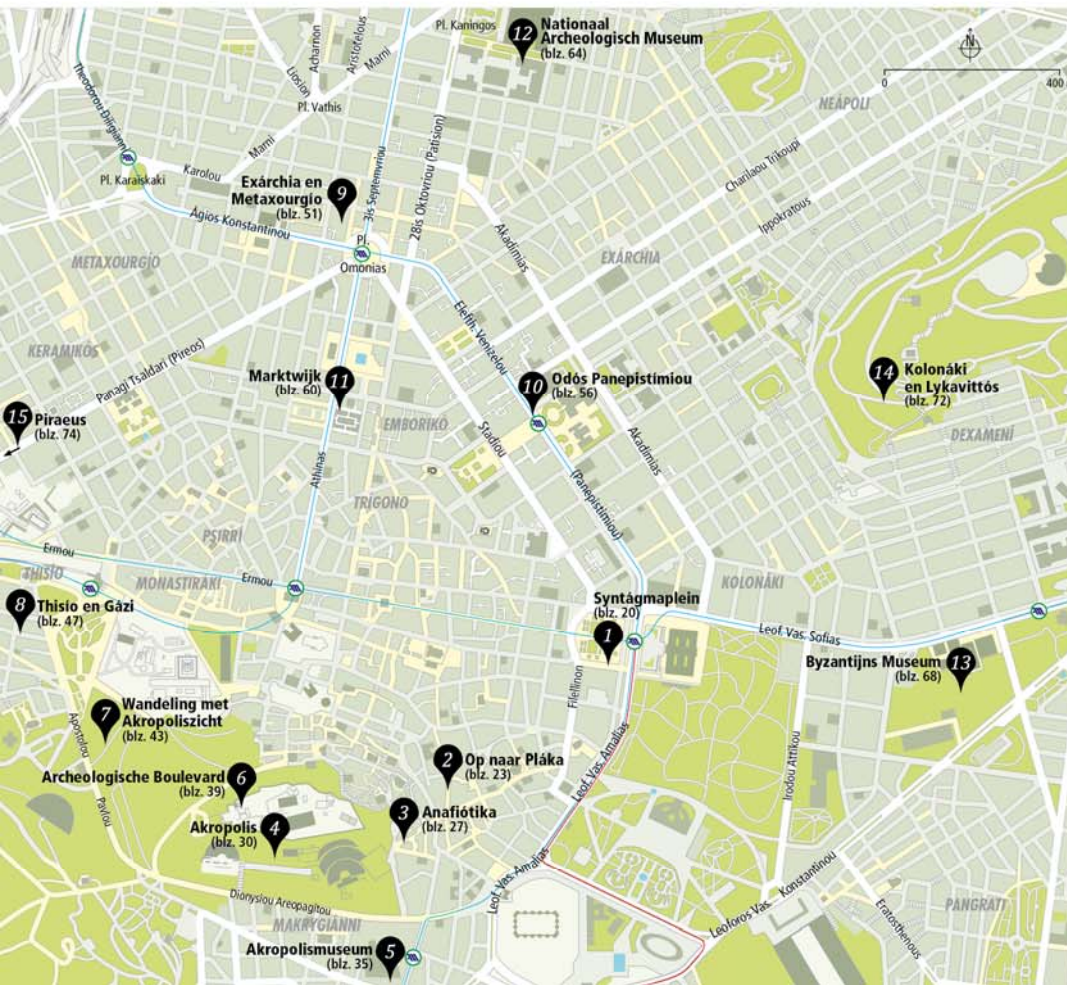 Pl. Kaningos
12
Nationaal
Archeologisch Museum
(blz. 64)
N
0
400
Acharnon
Aristotelous
Liosion
Marni
Pl. Vathis
NEÁPOLI
Theodorou Diligianni
Marni
Karolou
Pl. Karaïskaki
3is Septemvriou
28is Oktovriou (Patision)
Charilaou Trikoupi
Ippokratous
Exárchia en
Metaxourgio
(blz. 51)
9
Ágios Konstantinou
Pl.
Omonias
Akadimias
METAXOURGIO
EXÁRCHIA
Elefth. Venizelou
KERAMIKOS
Panagi Tsaldari (Pireos)
Marktwijk
(blz. 60)
11
10
Odós Panepistímiou
(blz. 56)
14
Kolonáki
en Lykavittós
(blz. 72)
15
Piraeus
(blz. 74)
EMBORIKÓ
Stadiou
Akadimias
DEXAMENÍ
Athinas
(Panepistimiou)
TRÍGONO
PSIRRÍ
Ermou
THISÍO
MONASTIRÁKI
Ermou
KOLONÁKI
8
Thisío en Gázi
(blz. 47)
Syntágmaplein
(blz. 20)
1
Leof. Vas. Sofias
Byzantijns Museum
(blz. 68)
13
Filellinon
7
Wandeling met
Akropoliszicht
(blz. 43)
Apostolou
Pavlou
Leof. Vas. Amalias
Irodou Attikou
2
Op naar Pláka
(blz. 23)
Archeologische Boulevard
(blz. 39)
6
3
Anafiótika
(blz. 27)
Akropolis
(blz. 30)
4
Leof. Vas. Amalias
Dionysiou Areopagitou
MAKRYGIÁNNI
Leoforos Vas. Konstantinou
Eratosthenous
PANGRATI
Akropolismuseum
(blz. 35)
5